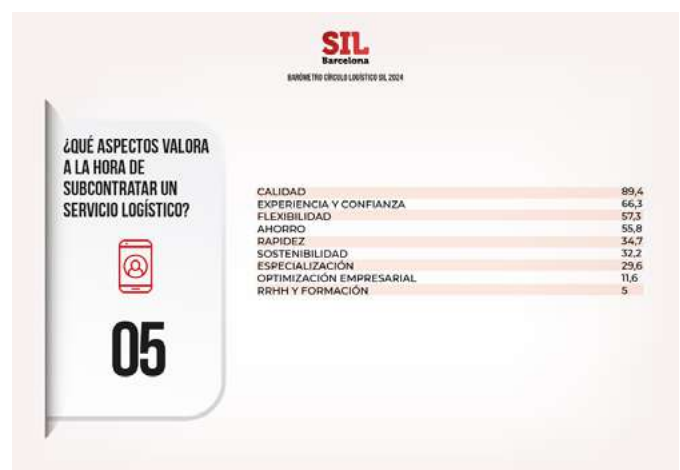 SIL
Barcelona
BARÓMETRO CÍRCULO LOGÍSTICO SIL 2024
¿QUÉ ASPECTOS VALORA
A LA HORA DE
SUBCONTRATAR UN
SERVICIO LOGÍSTICO?
05
CALIDAD 89,4
EXPERIENCIA Y CONFIANZA 66,3
FLEXIBILIDAD 57,3
AHORRO 55,8
RAPIDEZ 34,7
SOSTENIBILIDAD 32,2
ESPECIALIZACIÓN 29,6
OPTIMIZACIÓN EMPRESARIAL 11,6
RRHH Y FORMACIÓN 5